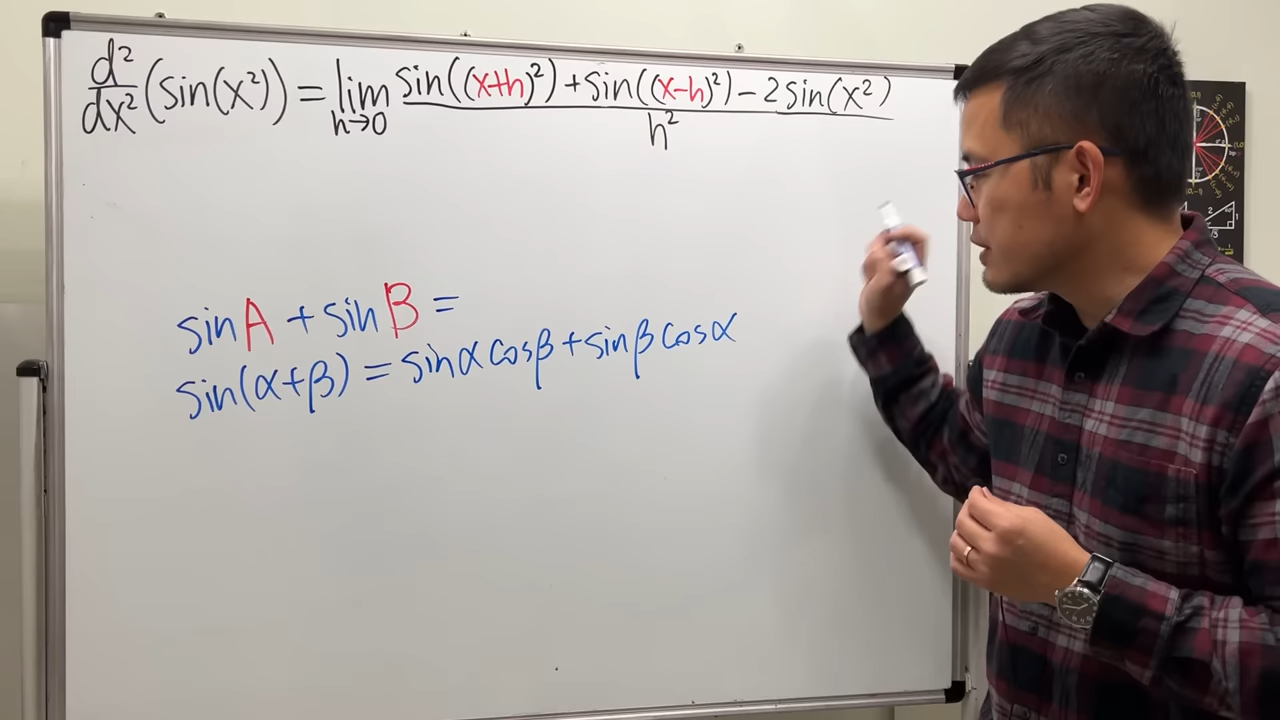 d²/dx² (sin(x²)) = lim h→0 sin((x+h)²) + sin((x-h)²) - 2sin(x²) / h²
sin A + sin B =
sin(α+β) = sinα cosβ + sinβ cosα